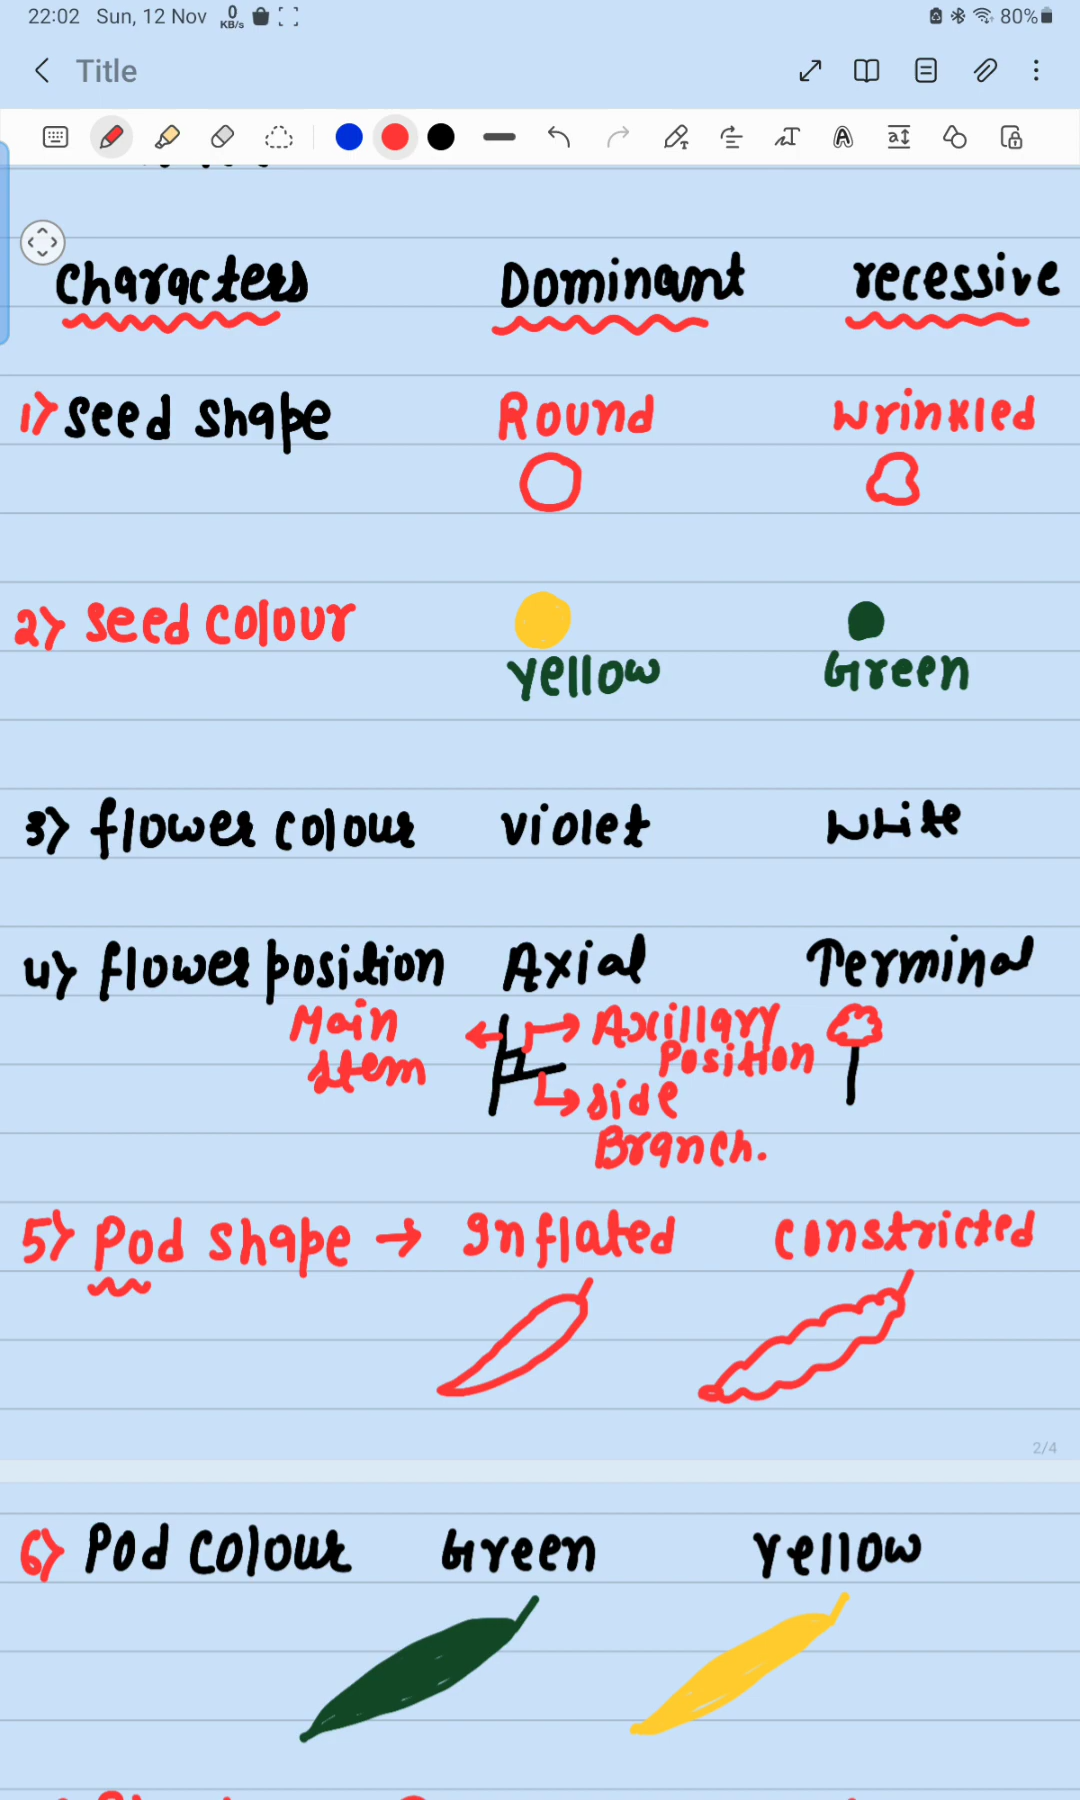 22:02 Sun, 12 Nov 0 KB/s 80%
Title
Characters Dominant recessive
1) Seed shape Round Wrinkled
2) Seed colour Yellow Green
3) flower colour violet White
4) flower position Axial Terminal
Main stem Axillary Position
Side Branch.
5) Pod shape → Inflated constricted
2/4
6) Pod colour Green Yellow